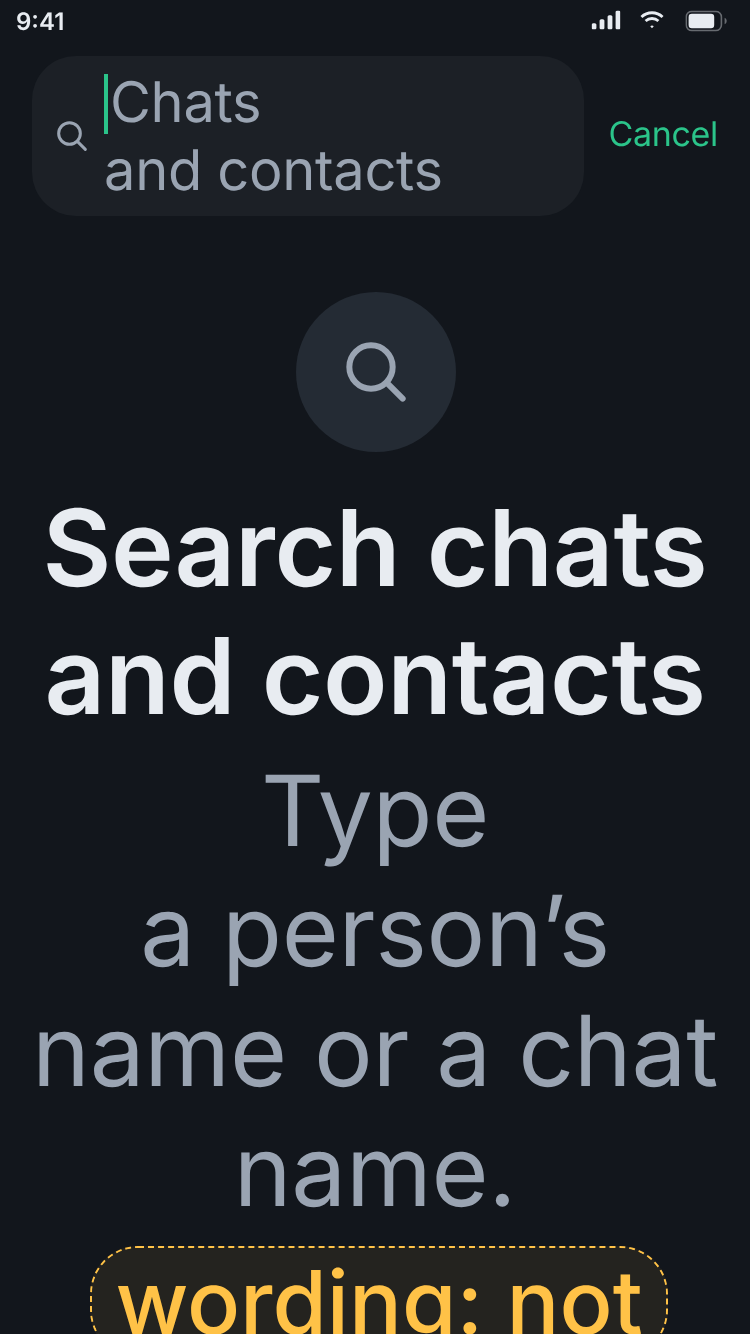 9:41
Chats
and contacts
Cancel
Search chats
and contacts
Type
a person’s
name or a chat
name.
wording: not